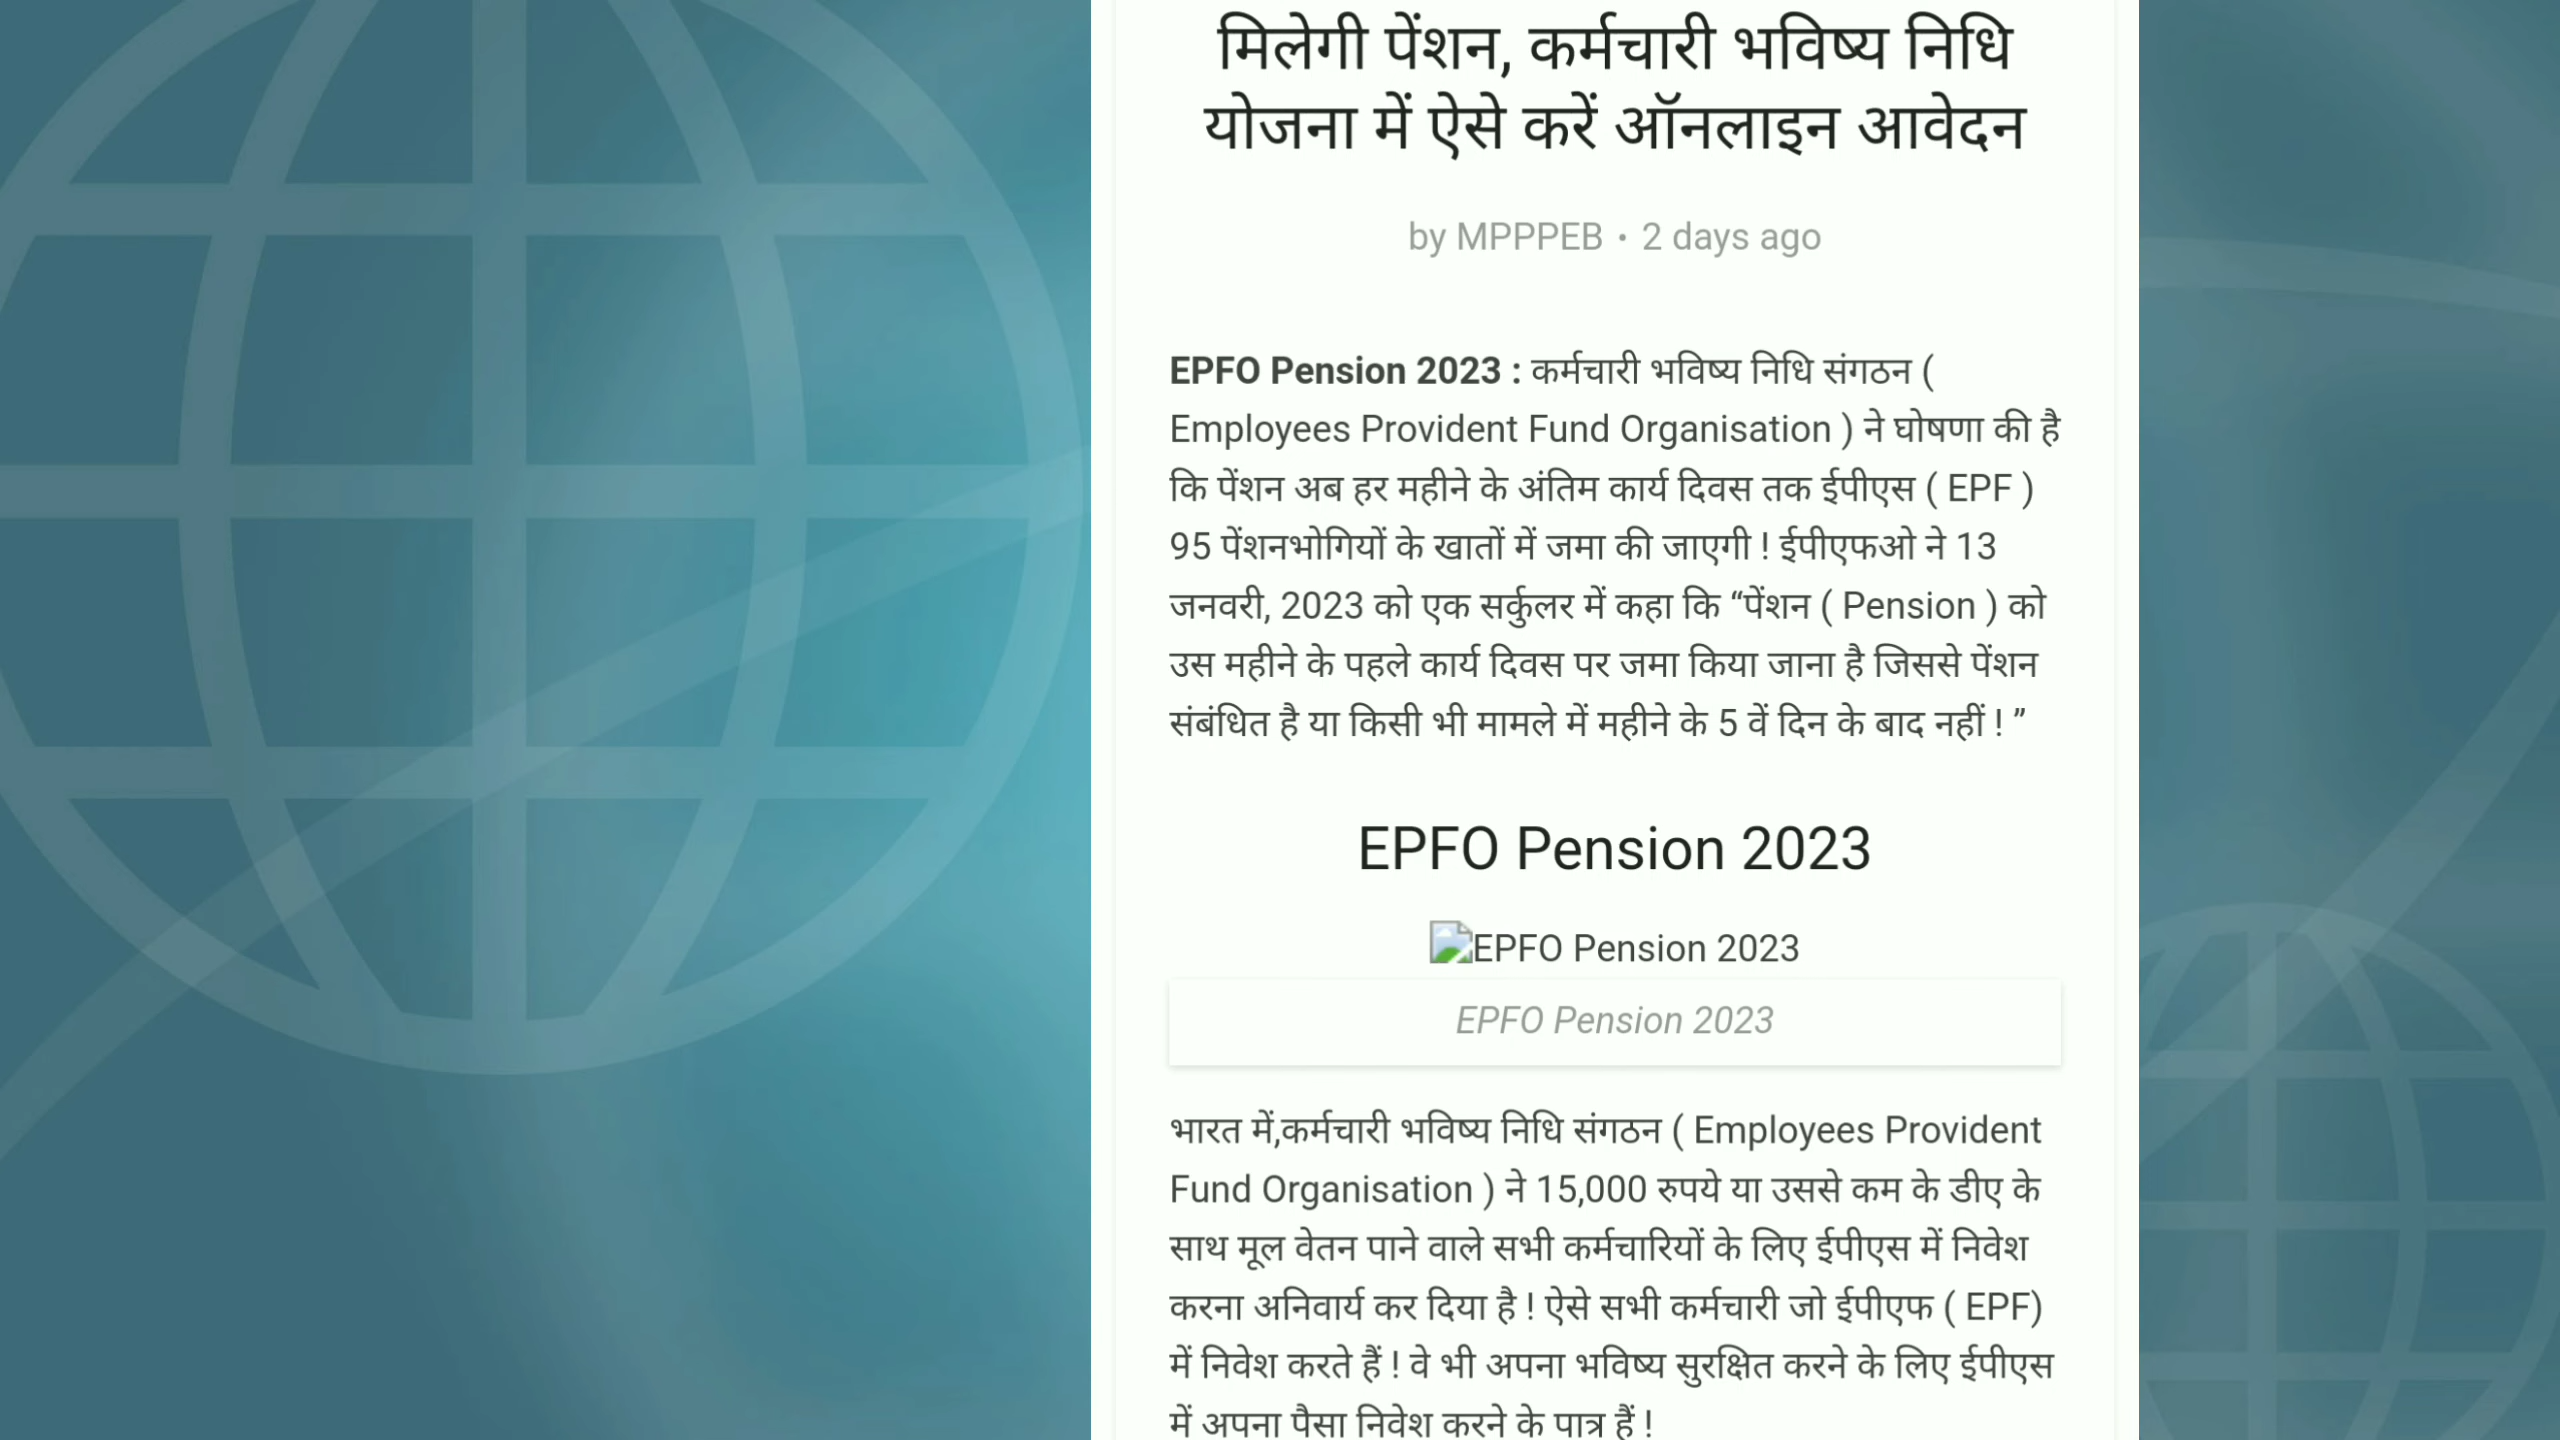 मिलेगी पेंशन, कर्मचारी भविष्य निधि
योजना में ऐसे करें ऑनलाइन आवेदन
by MPPPEB • 2 days ago
EPFO Pension 2023 : कर्मचारी भविष्य निधि संगठन (
Employees Provident Fund Organisation ) ने घोषणा की है
कि पेंशन अब हर महीने के अंतिम कार्य दिवस तक ईपीएस ( EPF )
95 पेंशनभोगियों के खातों में जमा की जाएगी ! ईपीएफओ ने 13
जनवरी, 2023 को एक सर्कुलर में कहा कि “पेंशन ( Pension ) को
उस महीने के पहले कार्य दिवस पर जमा किया जाना है जिससे पेंशन
संबंधित है या किसी भी मामले में महीने के 5 वें दिन के बाद नहीं ! ”
EPFO Pension 2023
EPFO Pension 2023
EPFO Pension 2023
भारत में,कर्मचारी भविष्य निधि संगठन ( Employees Provident
Fund Organisation ) ने 15,000 रुपये या उससे कम के डीए के
साथ मूल वेतन पाने वाले सभी कर्मचारियों के लिए ईपीएस में निवेश
करना अनिवार्य कर दिया है ! ऐसे सभी कर्मचारी जो ईपीएफ ( EPF)
में निवेश करते हैं ! वे भी अपना भविष्य सुरक्षित करने के लिए ईपीएस
में अपना पैसा निवेश करने के पात्र हैं !